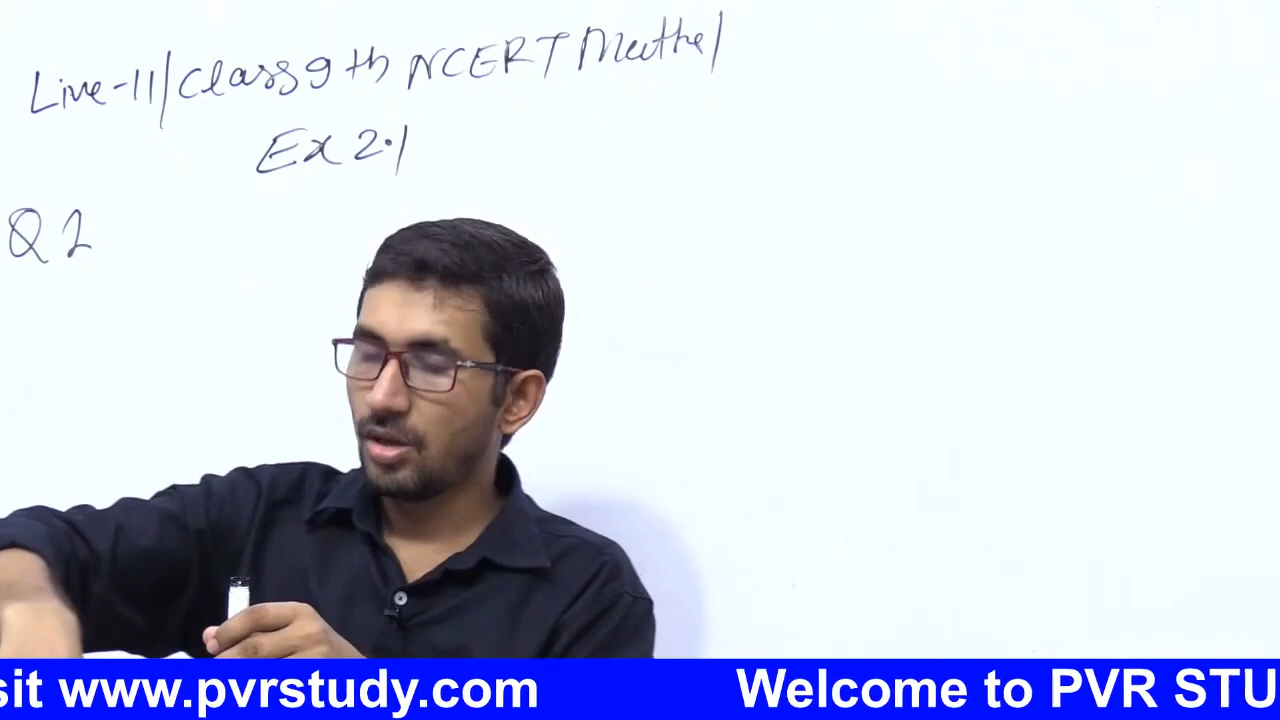 Live-11/Class 9th NCERT Maths/
Ex 2.1
Q 2
sit www.pvrstudy.com Welcome to PVR STU